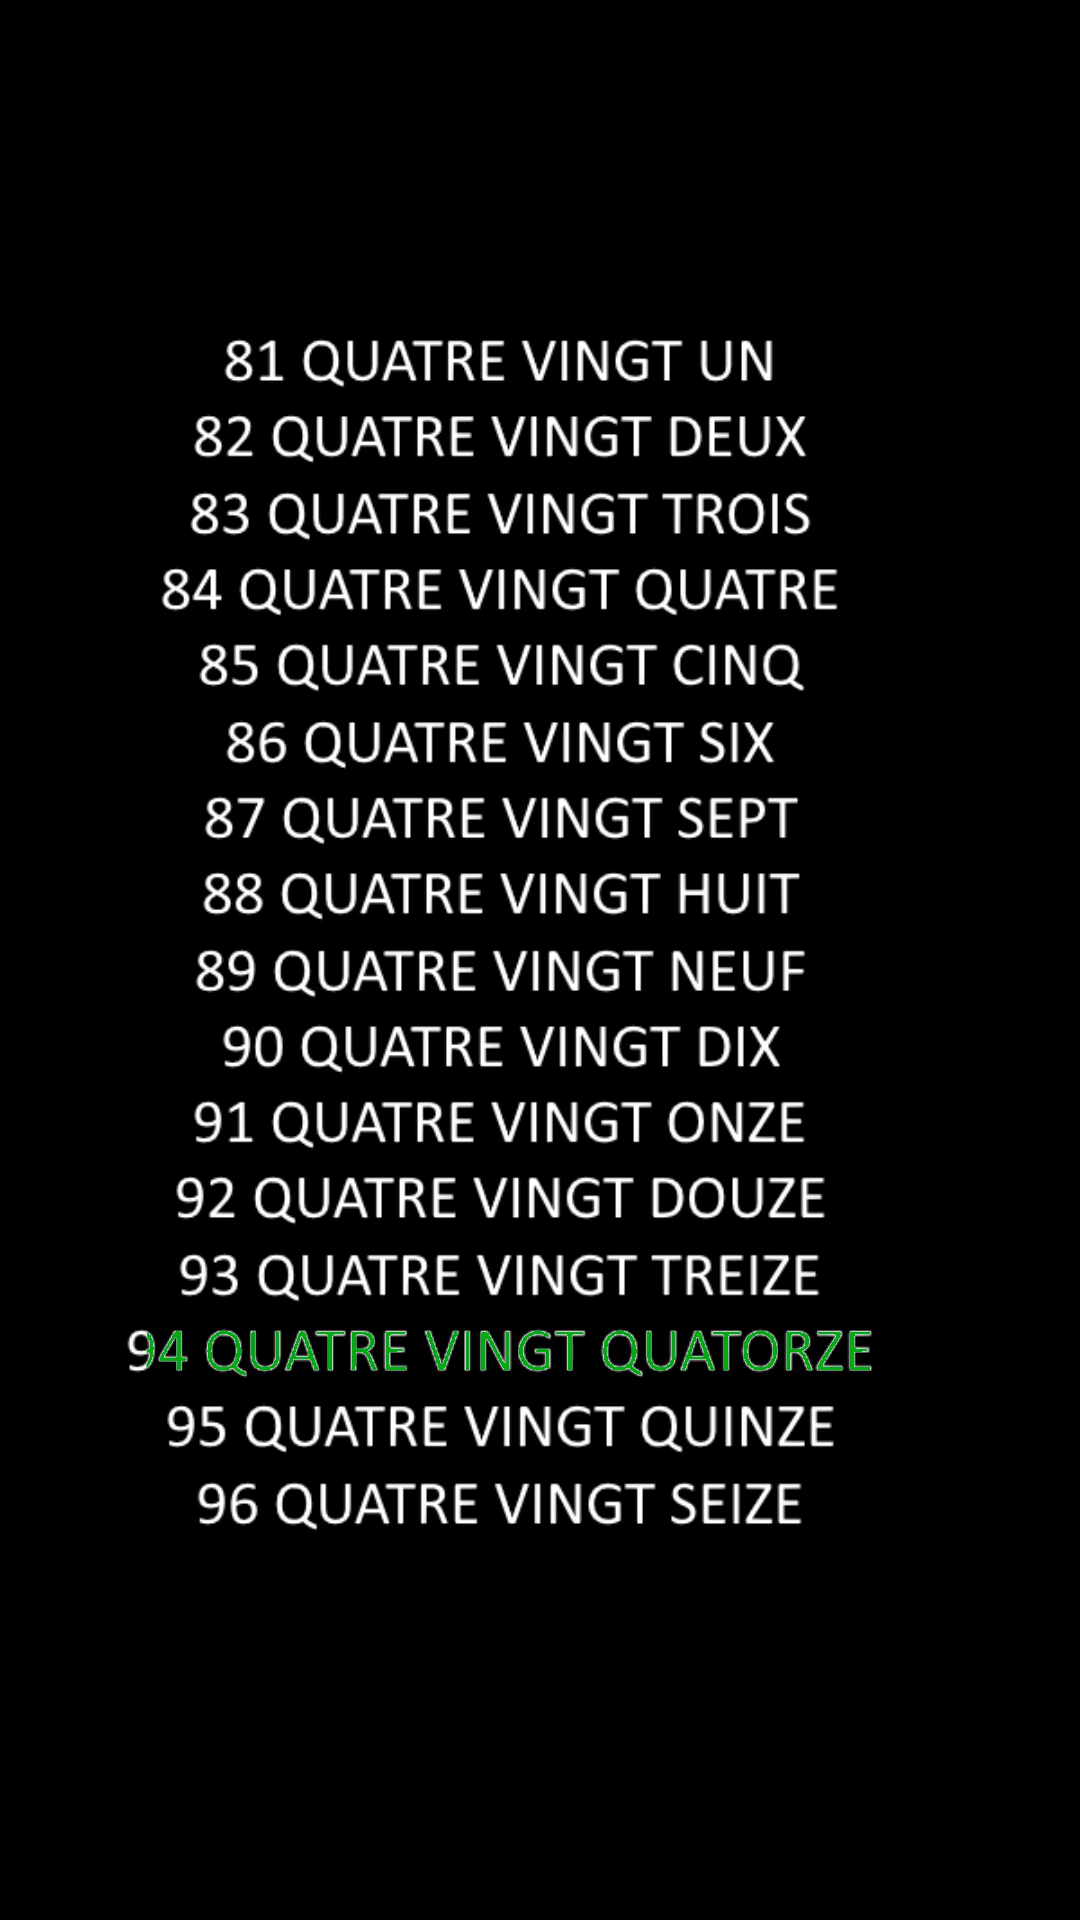 81 QUATRE VINGT UN
82 QUATRE VINGT DEUX
83 QUATRE VINGT TROIS
84 QUATRE VINGT QUATRE
85 QUATRE VINGT CINQ
86 QUATRE VINGT SIX
87 QUATRE VINGT SEPT
88 QUATRE VINGT HUIT
89 QUATRE VINGT NEUF
90 QUATRE VINGT DIX
91 QUATRE VINGT ONZE
92 QUATRE VINGT DOUZE
93 QUATRE VINGT TREIZE
94 QUATRE VINGT QUATORZE
95 QUATRE VINGT QUINZE
96 QUATRE VINGT SEIZE